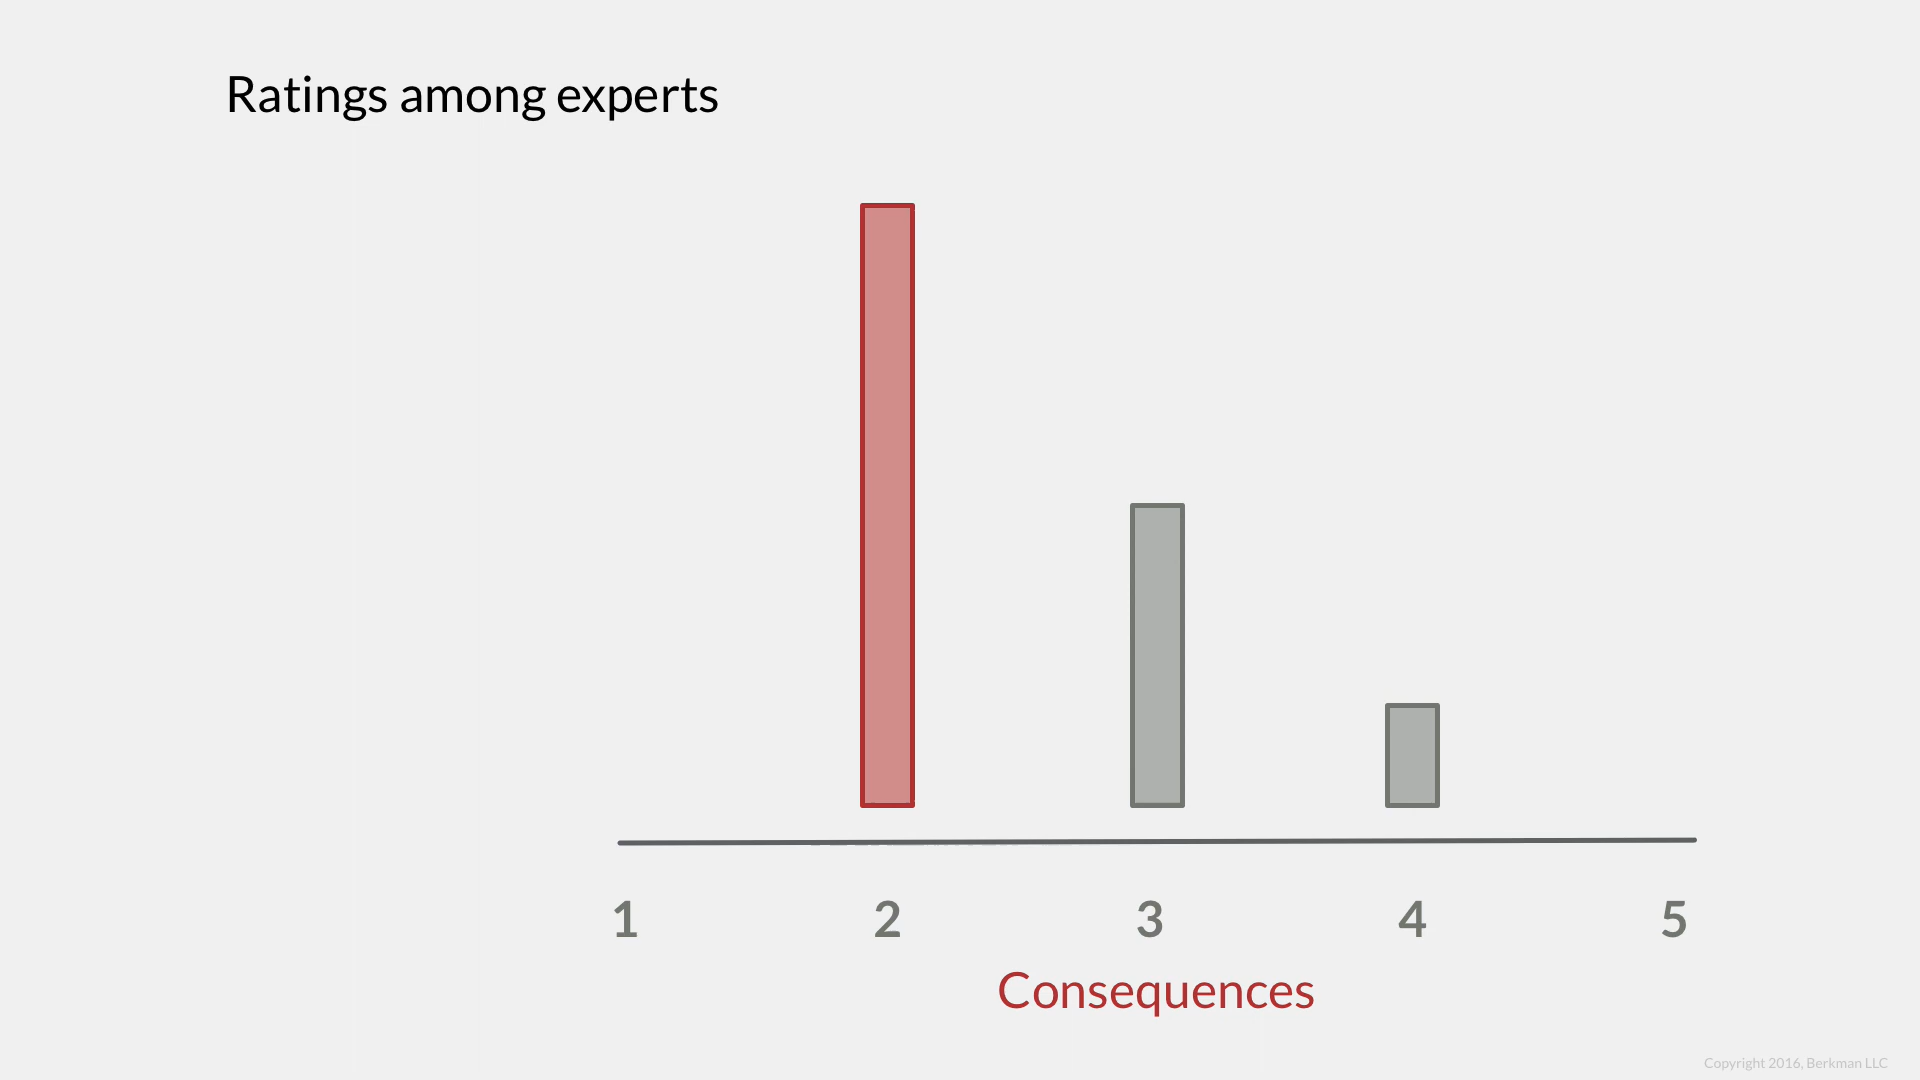 Ratings among experts
1 2 3 4 5
Consequences
Copyright 2016, Berkman LLC